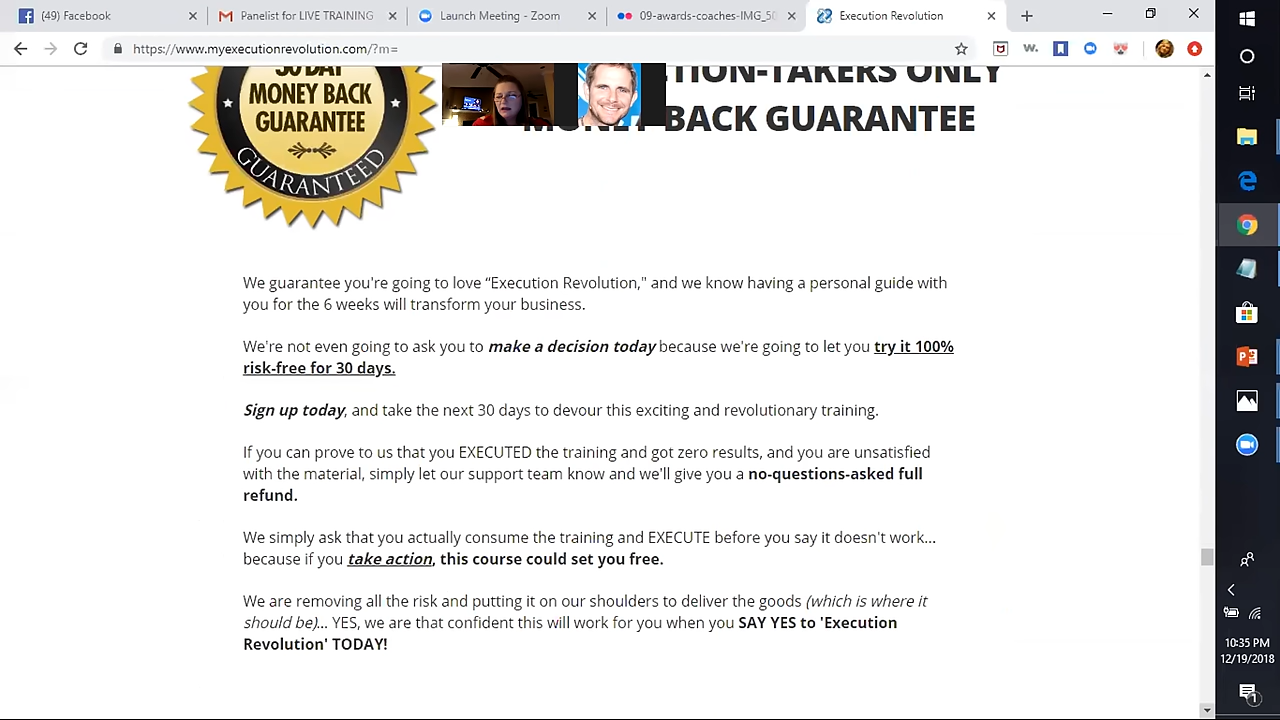 (49) Facebook
Panelist for LIVE TRAINING
Launch Meeting - Zoom
09-awards-coaches-IMG_50
Execution Revolution
https://www.myexecutionrevolution.com/?m=
w.
30 DAY
MONEY BACK
GUARANTEE
GUARANTEED
TION-TAKERS ONLY
MONEY BACK GUARANTEE
We guarantee you're going to love “Execution Revolution," and we know having a personal guide with
you for the 6 weeks will transform your business.
We're not even going to ask you to make a decision today because we're going to let you try it 100%
risk-free for 30 days.
Sign up today, and take the next 30 days to devour this exciting and revolutionary training.
If you can prove to us that you EXECUTED the training and got zero results, and you are unsatisfied
with the material, simply let our support team know and we'll give you a no-questions-asked full
refund.
We simply ask that you actually consume the training and EXECUTE before you say it doesn't work...
because if you take action, this course could set you free.
We are removing all the risk and putting it on our shoulders to deliver the goods (which is where it
should be)... YES, we are that confident this will work for you when you SAY YES to 'Execution
Revolution' TODAY!
10:35 PM
12/19/2018
1